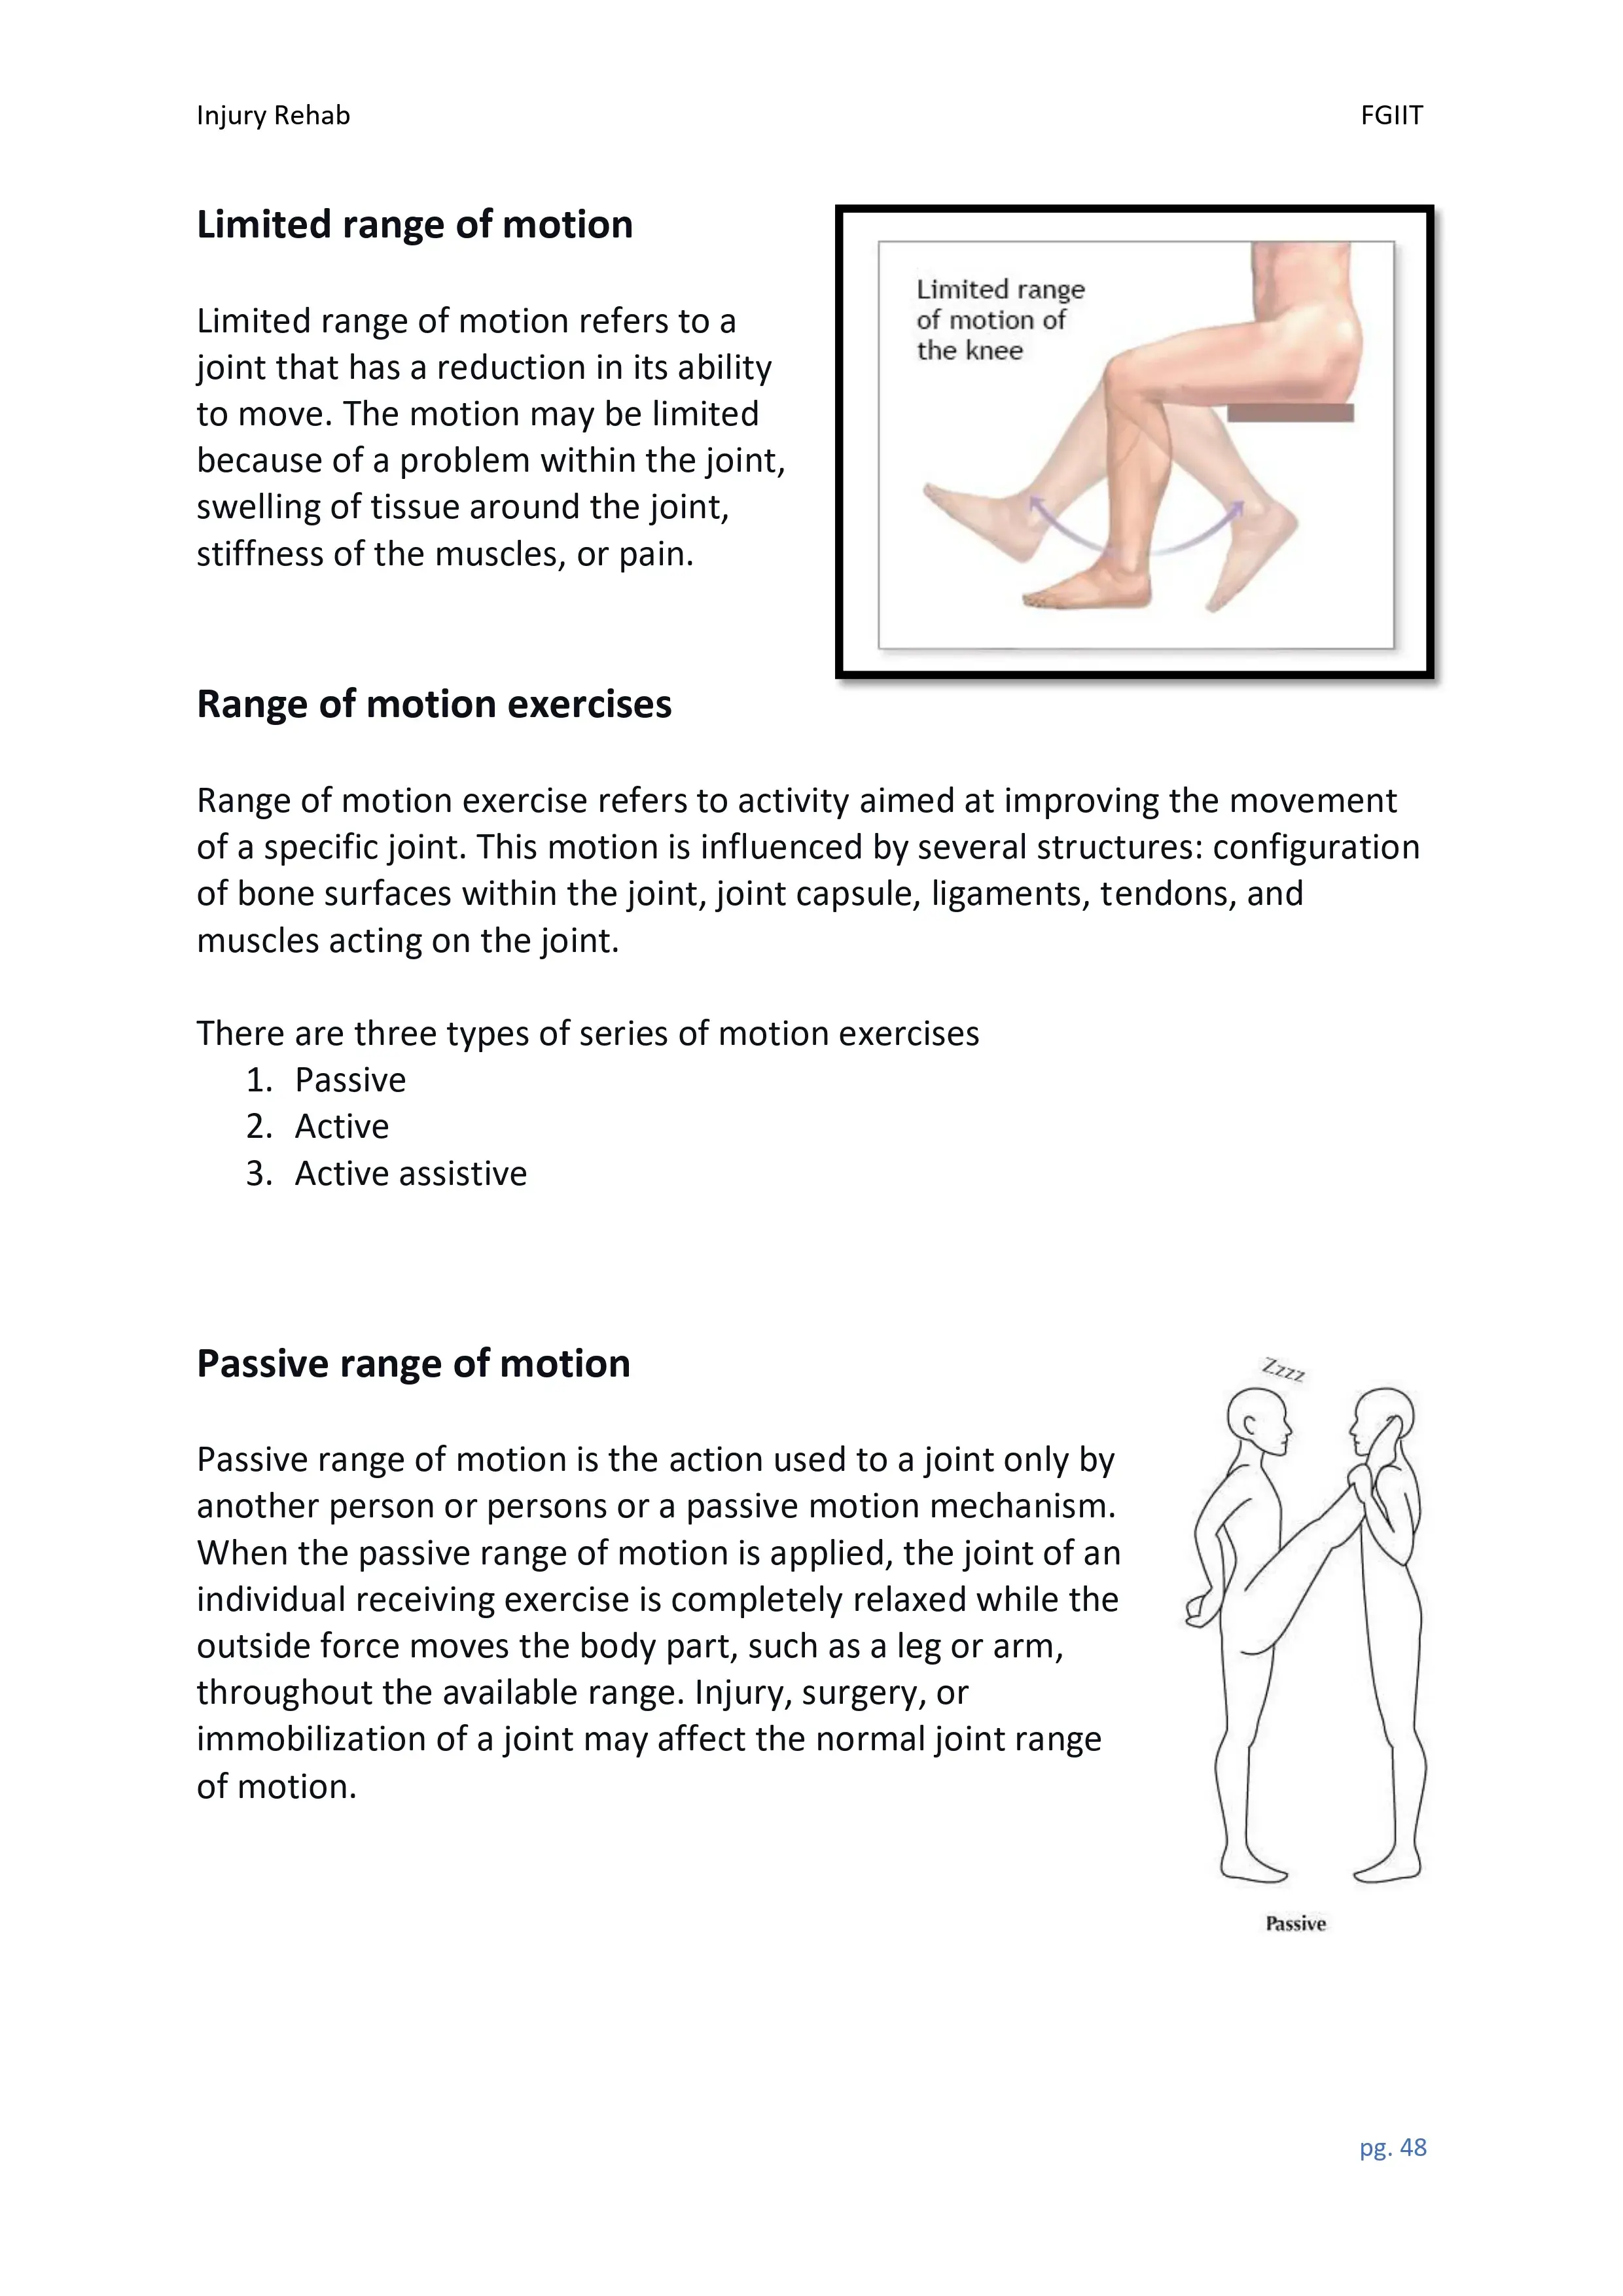 Injury Rehab
FGIIT
Limited range of motion
Limited range of motion refers to a
joint that has a reduction in its ability
to move. The motion may be limited
because of a problem within the joint,
swelling of tissue around the joint,
stiffness of the muscles, or pain.
Limited range
of motion of
the knee
Range of motion exercises
Range of motion exercise refers to activity aimed at improving the movement
of a specific joint. This motion is influenced by several structures: configuration
of bone surfaces within the joint, joint capsule, ligaments, tendons, and
muscles acting on the joint.
There are three types of series of motion exercises
1. Passive
2. Active
3. Active assistive
Passive range of motion
Passive range of motion is the action used to a joint only by
another person or persons or a passive motion mechanism.
When the passive range of motion is applied, the joint of an
individual receiving exercise is completely relaxed while the
outside force moves the body part, such as a leg or arm,
throughout the available range. Injury, surgery, or
immobilization of a joint may affect the normal joint range
of motion.
Zzzz
Passive
pg. 48